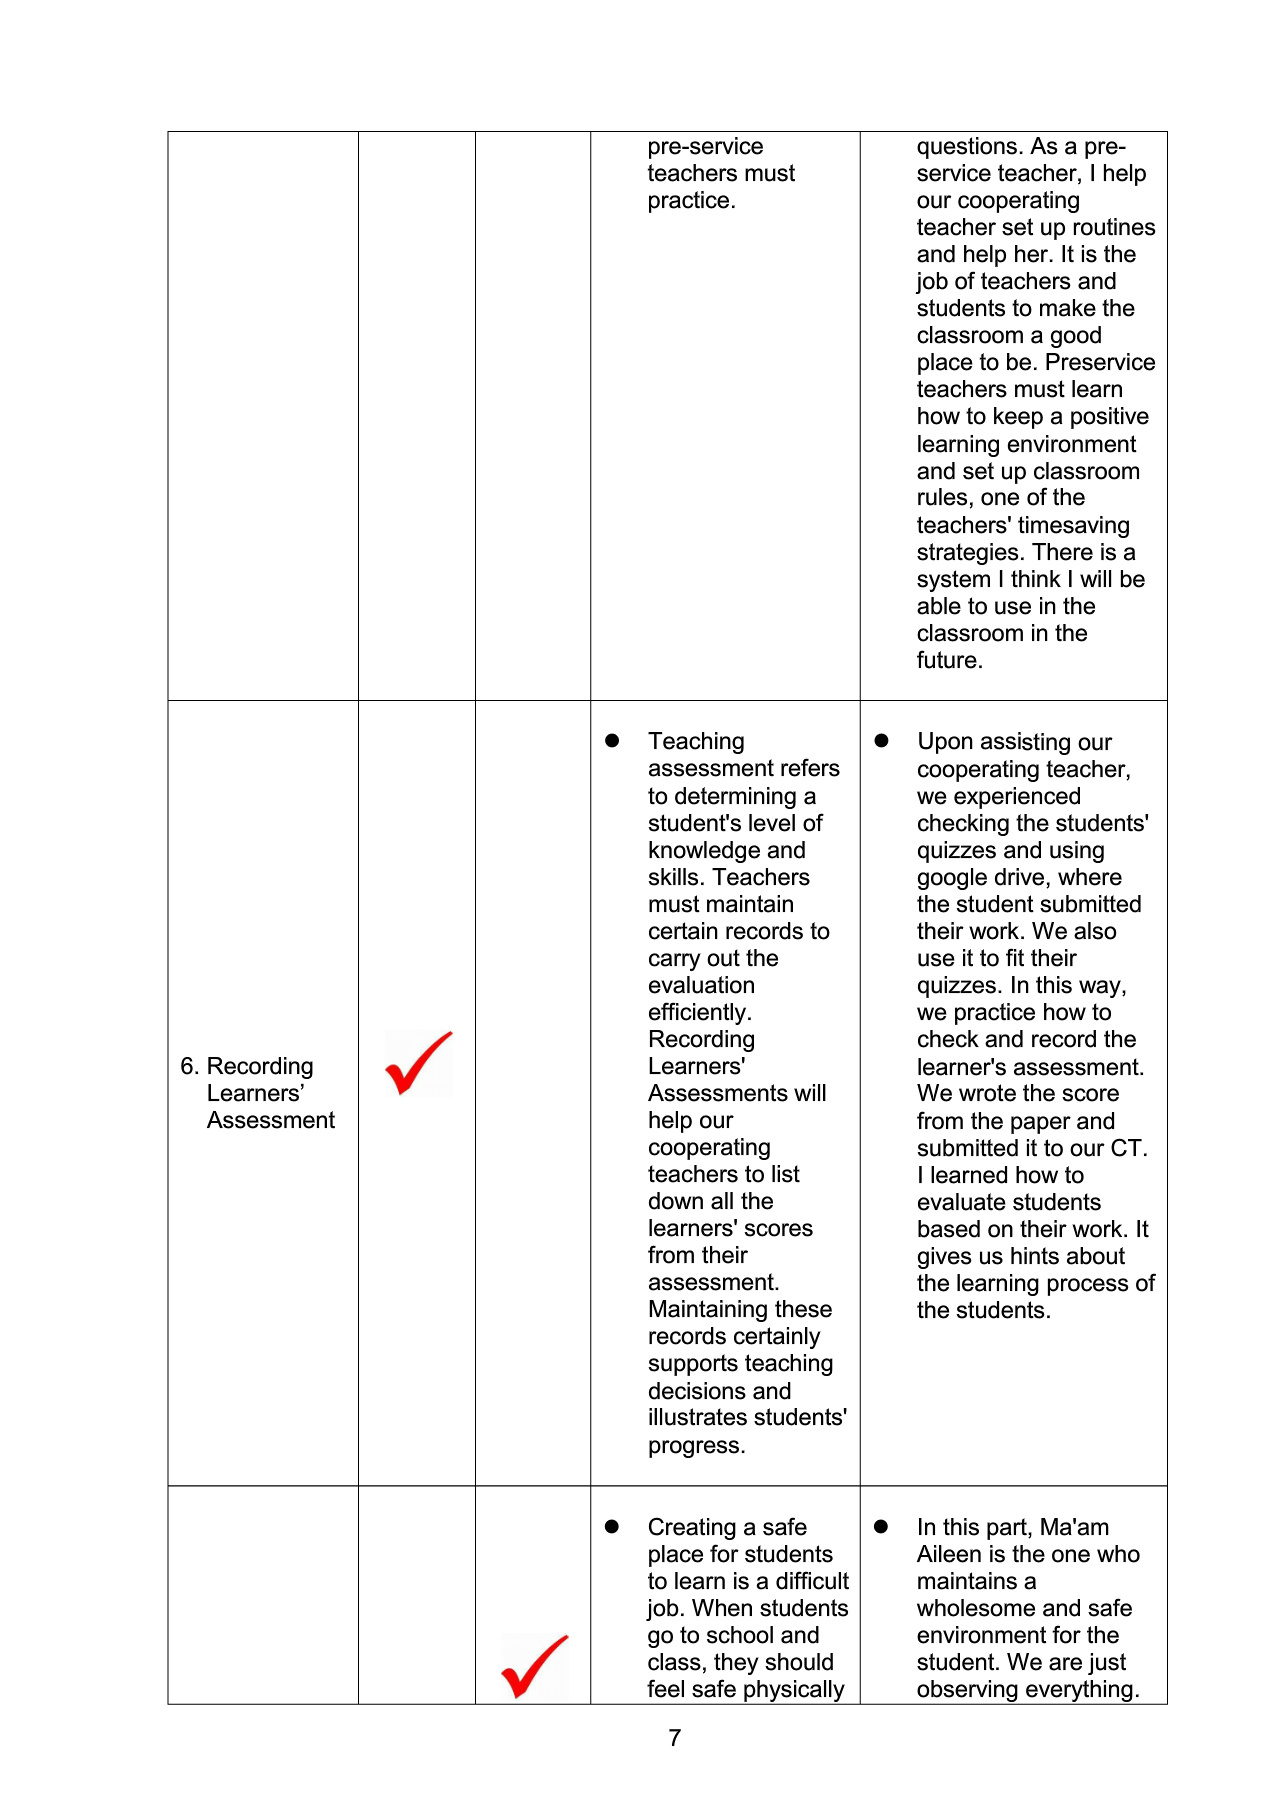 pre-service
teachers must
practice.
questions. As a pre-
service teacher, I help
our cooperating
teacher set up routines
and help her. It is the
job of teachers and
students to make the
classroom a good
place to be. Preservice
teachers must learn
how to keep a positive
learning environment
and set up classroom
rules, one of the
teachers' timesaving
strategies. There is a
system I think I will be
able to use in the
classroom in the
future.
6. Recording
Learners’
Assessment
● Teaching
assessment refers
to determining a
student's level of
knowledge and
skills. Teachers
must maintain
certain records to
carry out the
evaluation
efficiently.
Recording
Learners'
Assessments will
help our
cooperating
teachers to list
down all the
learners' scores
from their
assessment.
Maintaining these
records certainly
supports teaching
decisions and
illustrates students'
progress.
● Upon assisting our
cooperating teacher,
we experienced
checking the students'
quizzes and using
google drive, where
the student submitted
their work. We also
use it to fit their
quizzes. In this way,
we practice how to
check and record the
learner's assessment.
We wrote the score
from the paper and
submitted it to our CT.
I learned how to
evaluate students
based on their work. It
gives us hints about
the learning process of
the students.
● Creating a safe
place for students
to learn is a difficult
job. When students
go to school and
class, they should
feel safe physically
● In this part, Ma'am
Aileen is the one who
maintains a
wholesome and safe
environment for the
student. We are just
observing everything.
7